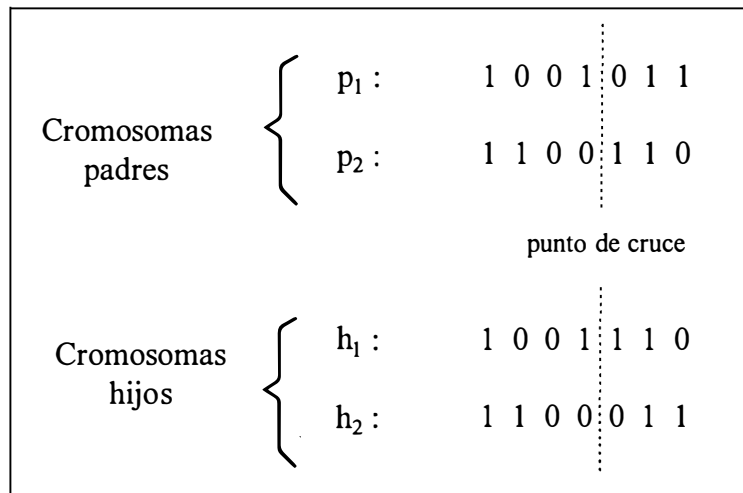 p₁ : 1 0 0 1 0 1 1
Cromosomas
padres
p₂ : 1 1 0 0 1 1 0
punto de cruce
h₁ : 1 0 0 1 1 1 0
Cromosomas
hijos
h₂ : 1 1 0 0 0 1 1